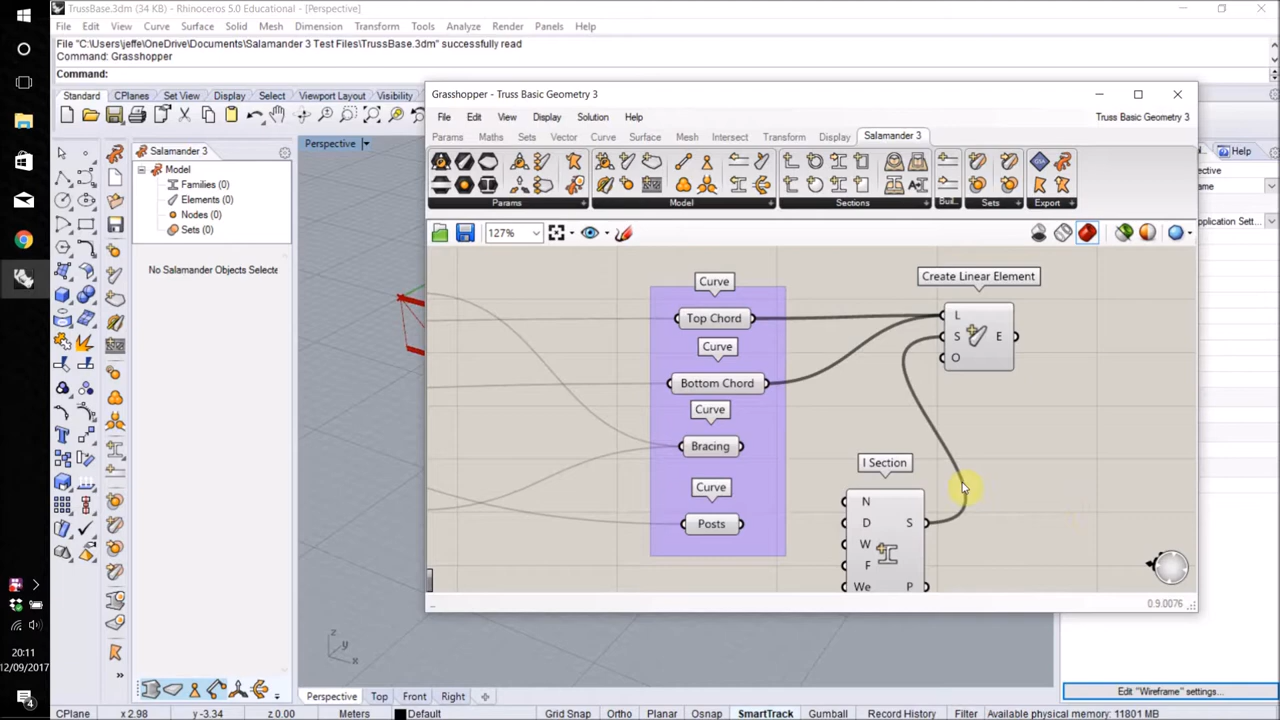 TrussBase.3dm (34 KB) - Rhinoceros 5.0 Educational - [Perspective]
File Edit View Curve Surface Solid Mesh Dimension Transform Tools Analyze Render Panels Help
File "C:\Users\jeffe\OneDrive\Documents\Salamander 3 Test Files\TrussBase.3dm" successfully read
Command: Grasshopper
Command:
Standard CPlanes Set View Display Select Viewport Layout Visibility
Perspective
Salamander 3
Model
Families (0)
Elements (0)
Nodes (0)
Sets (0)
No Salamander Objects Selecte
Grasshopper - Truss Basic Geometry 3
File Edit View Display Solution Help
Truss Basic Geometry 3
Params Maths Sets Vector Curve Surface Mesh Intersect Transform Display Salamander 3
GSA
Params Model Sections Buil.. Sets Export
127%
Curve
Top Chord
Curve
Bottom Chord
Curve
Bracing
Curve
Posts
Create Linear Element
L
S E
O
I Section
N
D S
W
F
We P
0.9.0076
Help
ective
ame
pplication Sett...
z
y
x
20:11
12/09/2017
4
Perspective Top Front Right
Edit "Wireframe" settings...
CPlane x 2.98 y -3.34 z 0.00 Meters Default Grid Snap Ortho Planar Osnap SmartTrack Gumball Record History Filter Available physical memory: 11801 MB